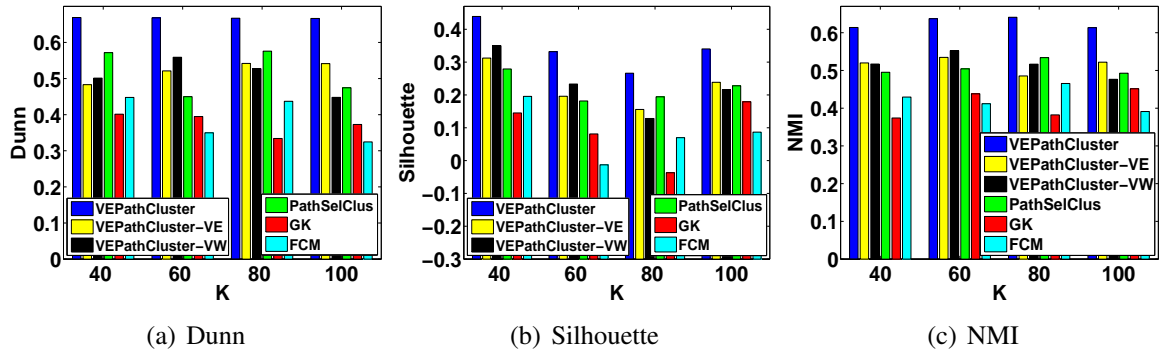 Dunn
0.6
0.5
0.4
0.3
0.2
0.1
0
40 60 80 100
K
VEPathCluster
VEPathCluster-VE
VEPathCluster-VW
PathSelClus
GK
FCM
(a) Dunn
Silhouette
0.4
0.3
0.2
0.1
0
−0.1
−0.2
−0.3
40 60 80 100
K
VEPathCluster
VEPathCluster-VE
VEPathCluster-VW
PathSelClus
GK
FCM
(b) Silhouette
NMI
0.6
0.5
0.4
0.3
0.2
0.1
0
40 60 80 100
K
VEPathCluster
VEPathCluster-VE
VEPathCluster-VW
PathSelClus
GK
FCM
(c) NMI